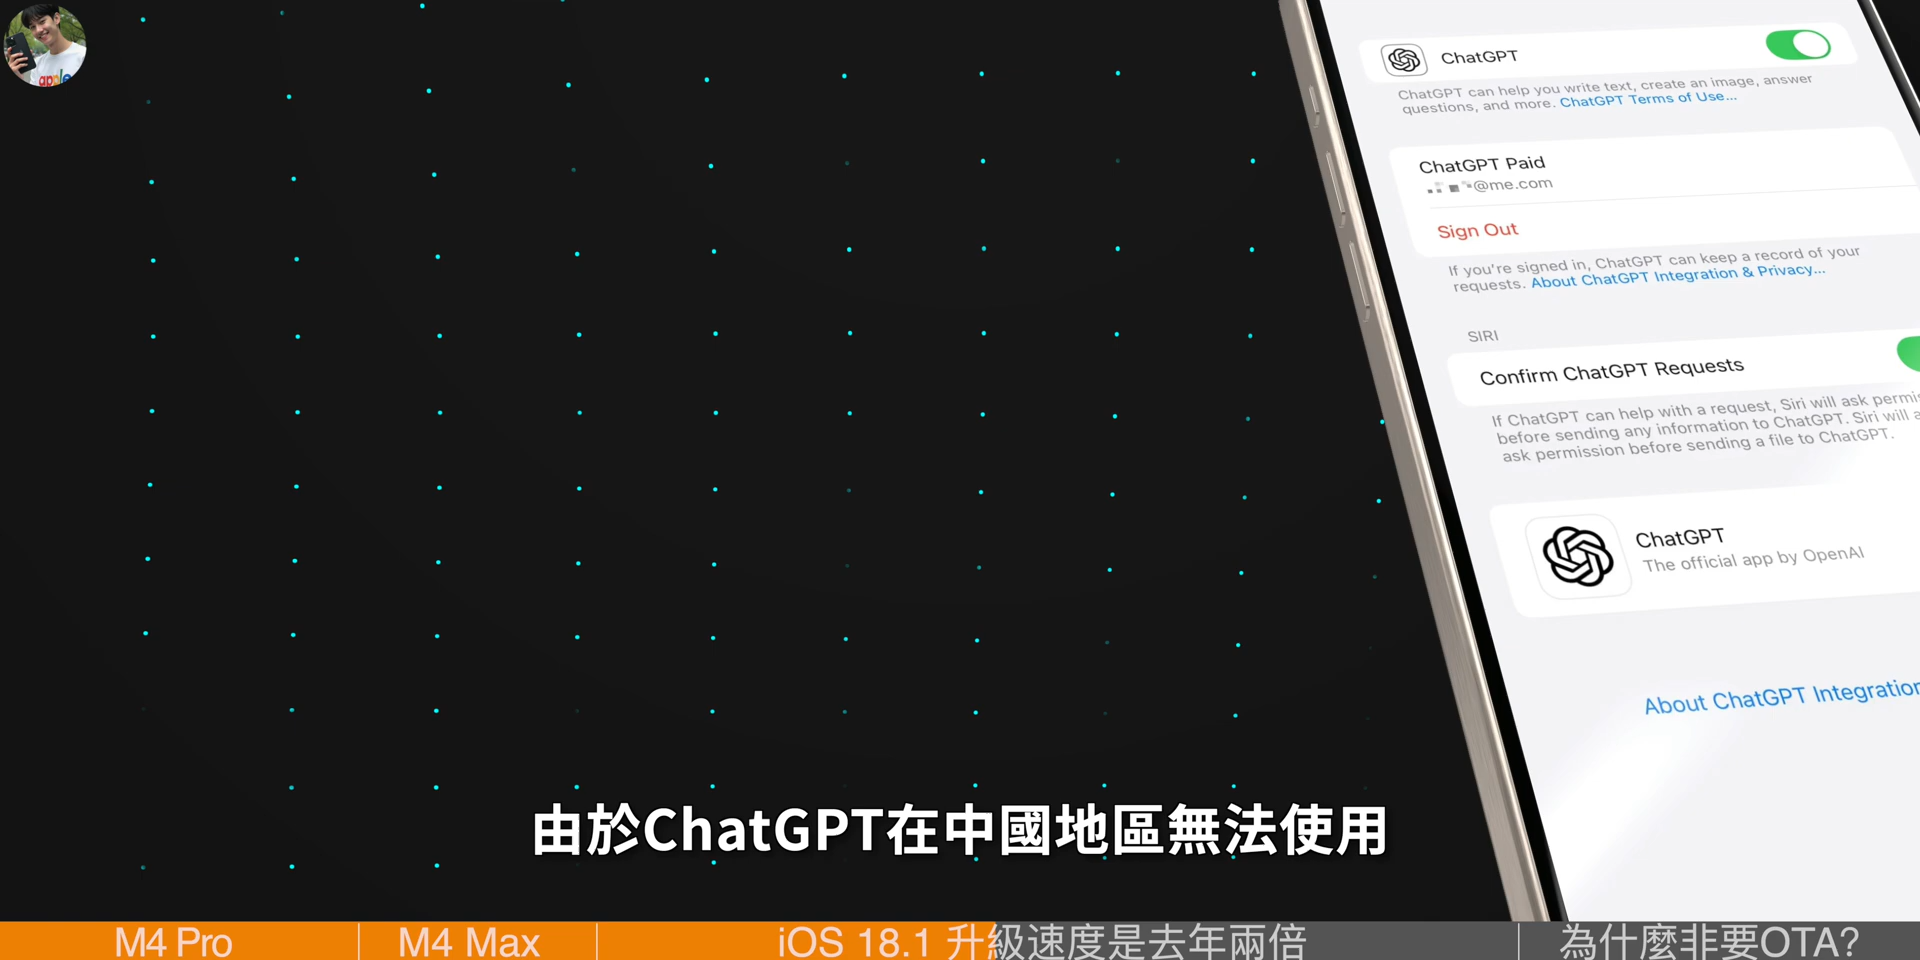 apple
ChatGPT
ChatGPT can help you write text, create an image, answer
questions, and more. ChatGPT Terms of Use...
ChatGPT Paid
@me.com
Sign Out
If you're signed in, ChatGPT can keep a record of your
requests. About ChatGPT Integration & Privacy...
SIRI
Confirm ChatGPT Requests
If ChatGPT can help with a request, Siri will ask
before sending any information to ChatGPT. Siri will
ask permission before sending a file to ChatGPT.
ChatGPT
The official app by OpenAI
About ChatGPT Integration
由於ChatGPT在中國地區無法使用
M4 Pro
M4 Max
iOS 18.1 升級速度是去年兩倍
為什麼非要OTA?